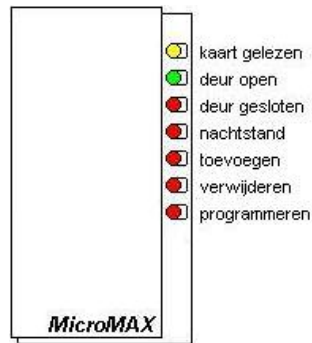 kaart gelezen
deur open
deur gesloten
nachtstand
toevoegen
verwijderen
programmeren
MicroMAX